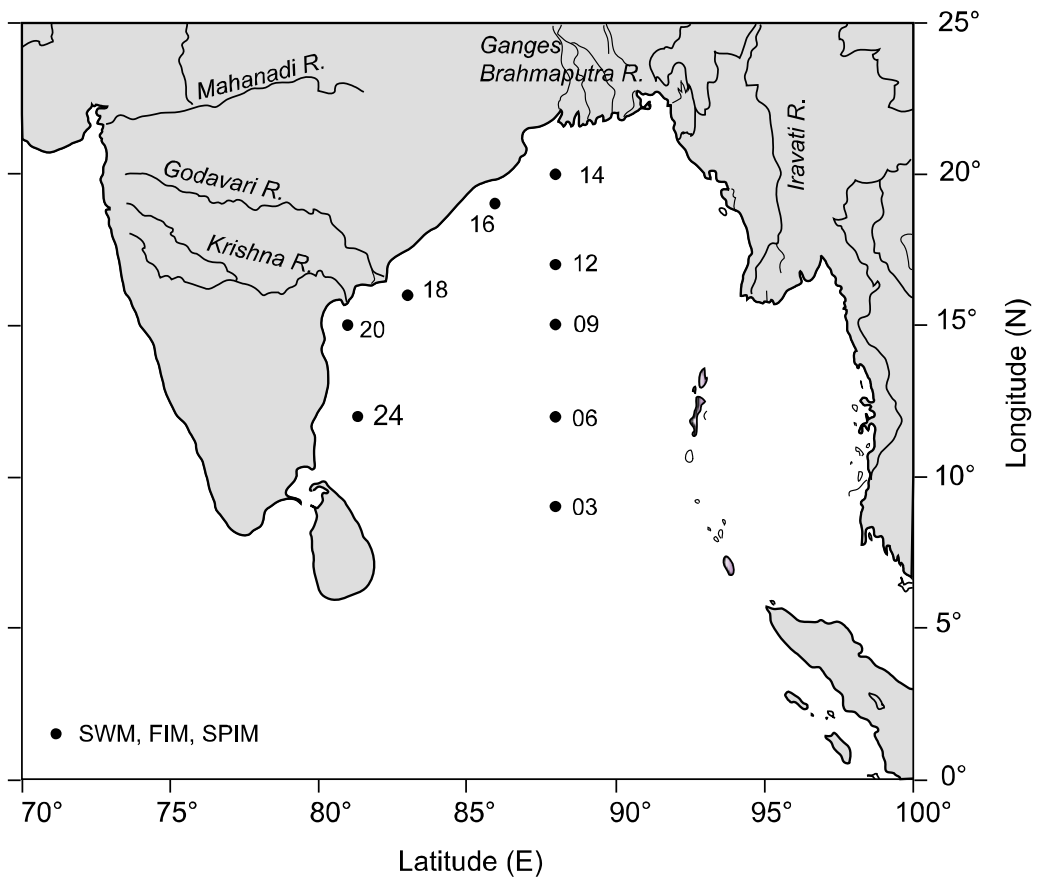 25°
Ganges
Brahmaputra R.
Mahanadi R.
Iravati R.
Godavari R.
14
20°
16
Krishna R.
12
18
09
15°
20
24
06
Longitude (N)
10°
03
5°
SWM, FIM, SPIM
0°
70°
75°
80°
85°
90°
95°
100°
Latitude (E)